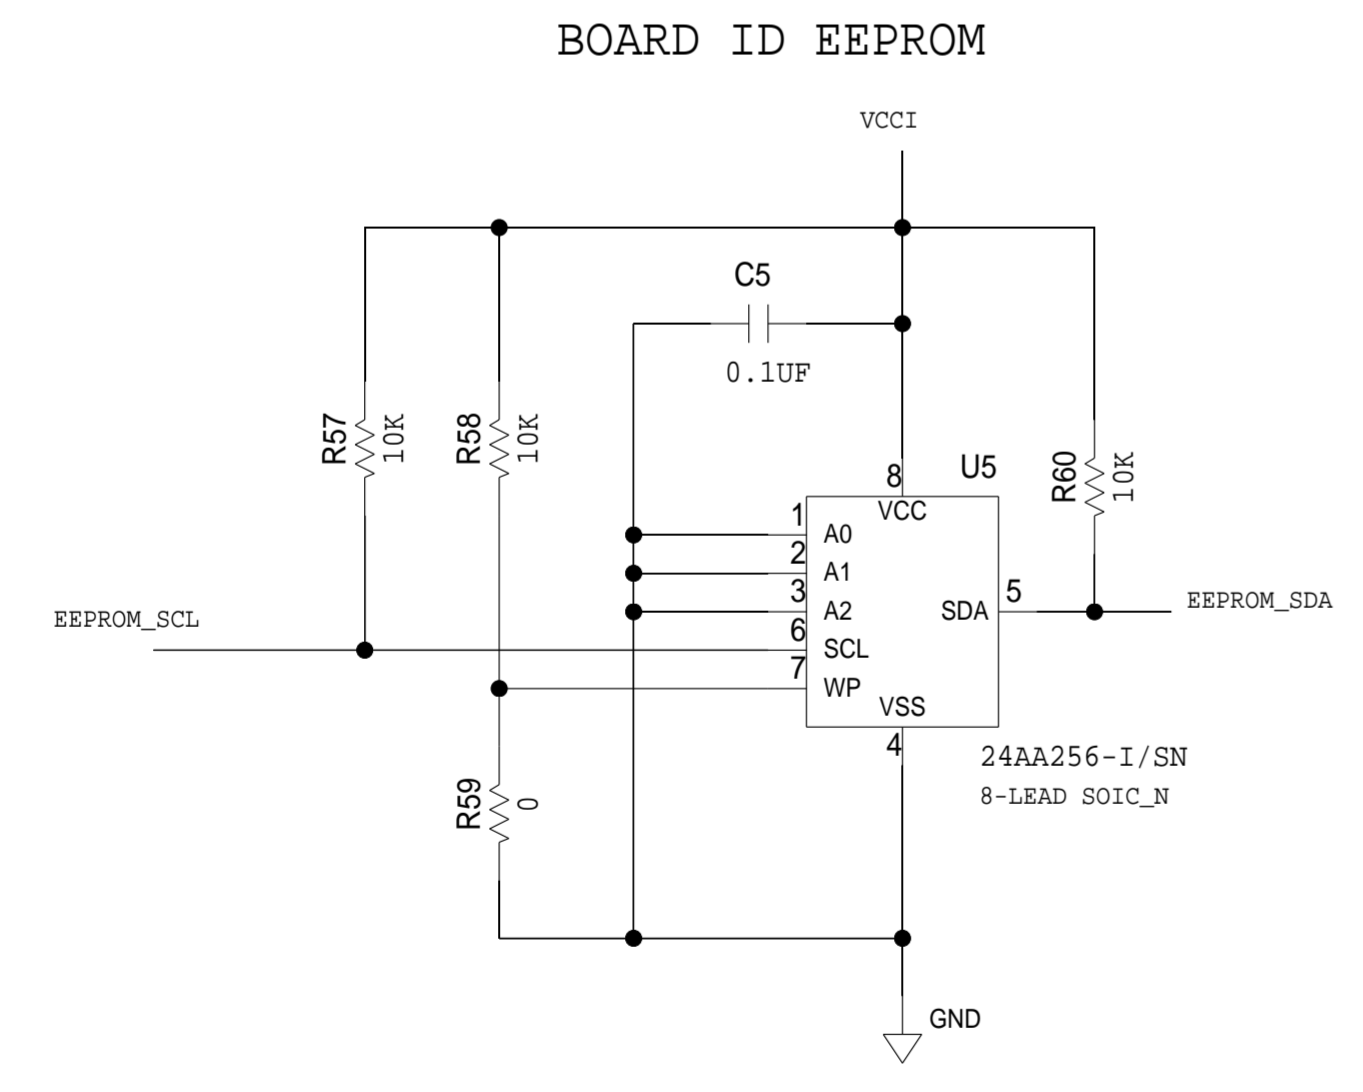 BOARD ID EEPROM
VCCI
C5
0.1UF
R57
10K
R58
10K
R60
10K
U5
8
VCC
1
A0
2
A1
3
A2
6
SCL
7
WP
SDA
5
VSS
4
EEPROM_SCL
EEPROM_SDA
24AA256-I/SN
8-LEAD SOIC_N
R59
0
GND